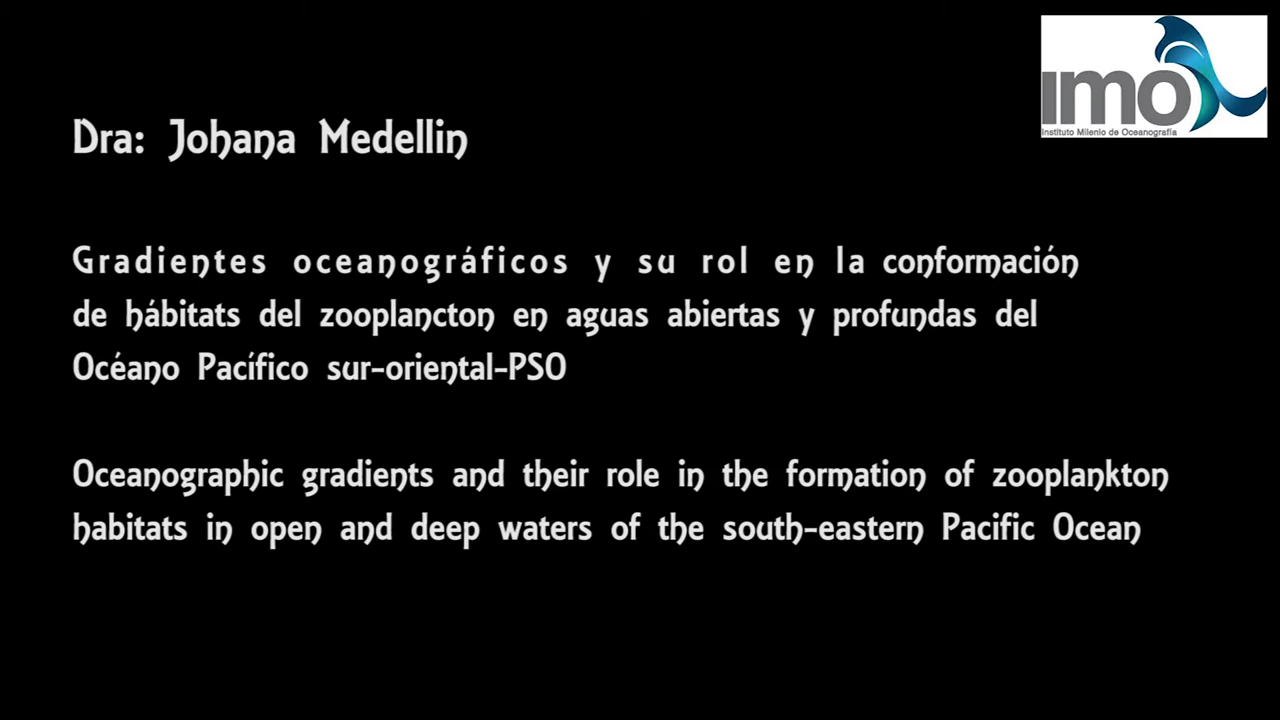 imo
Instituto Milenio de Oceanografía
Dra: Johana Medellin
Gradientes oceanográficos y su rol en la conformación
de hábitats del zooplancton en aguas abiertas y profundas del
Océano Pacífico sur-oriental-PSO
Oceanographic gradients and their role in the formation of zooplankton
habitats in open and deep waters of the south-eastern Pacific Ocean